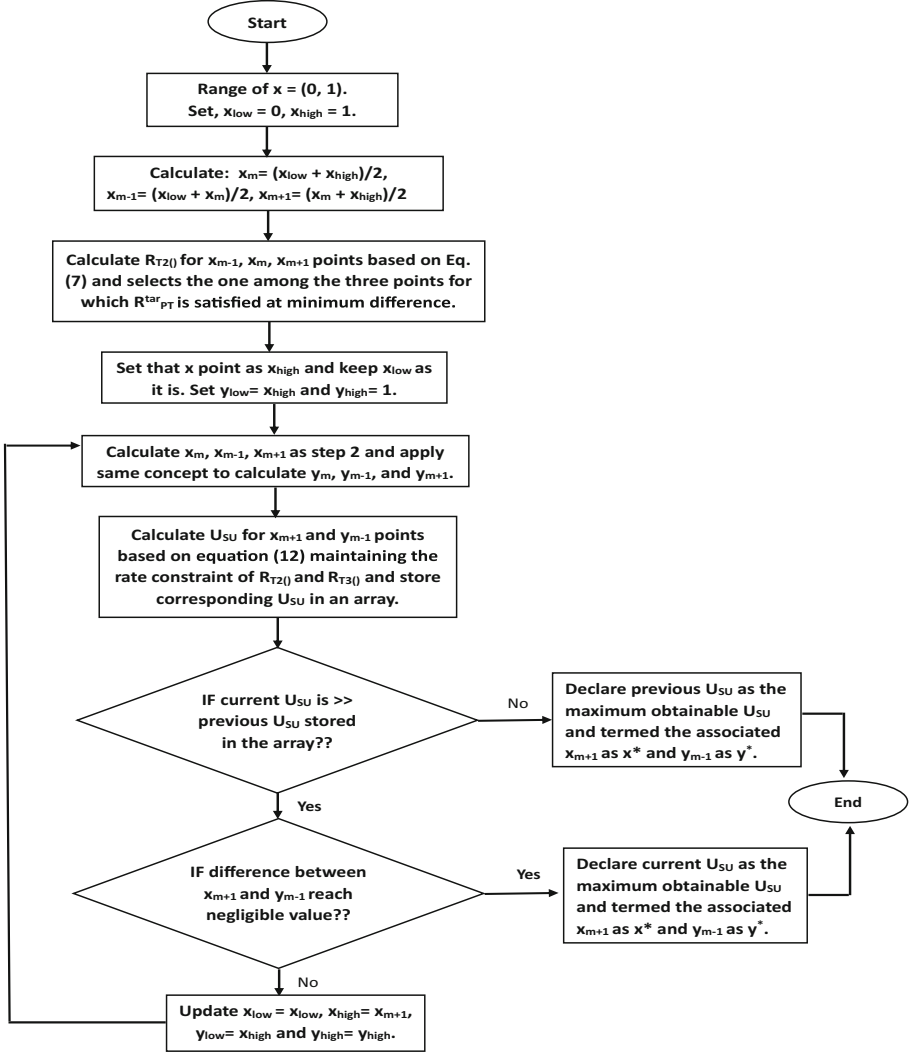 Start
Range of x = (0, 1).
Set, xlow = 0, xhigh = 1.
Calculate: xm= (xlow + xhigh)/2,
xm-1= (xlow + xm)/2, xm+1= (xm + xhigh)/2
Calculate RT2() for xm-1, xm, xm+1 points based on Eq.
(7) and selects the one among the three points for
which RtarPT is satisfied at minimum difference.
Set that x point as xhigh and keep xlow as
it is. Set ylow= xhigh and yhigh= 1.
Calculate xm, xm-1, xm+1 as step 2 and apply
same concept to calculate ym, ym-1, and ym+1.
Calculate USU for xm+1 and ym-1 points
based on equation (12) maintaining the
rate constraint of RT2() and RT3() and store
corresponding USU in an array.
IF current USU is >>
previous USU stored
in the array??
No
Declare previous USU as the
maximum obtainable USU
and termed the associated
xm+1 as x* and ym-1 as y*.
End
Yes
IF difference between
xm+1 and ym-1 reach
negligible value??
Yes
Declare current USU as the
maximum obtainable USU
and termed the associated
xm+1 as x* and ym-1 as y*.
No
Update xlow = xlow, xhigh= xm+1,
ylow= xhigh and yhigh= yhigh.